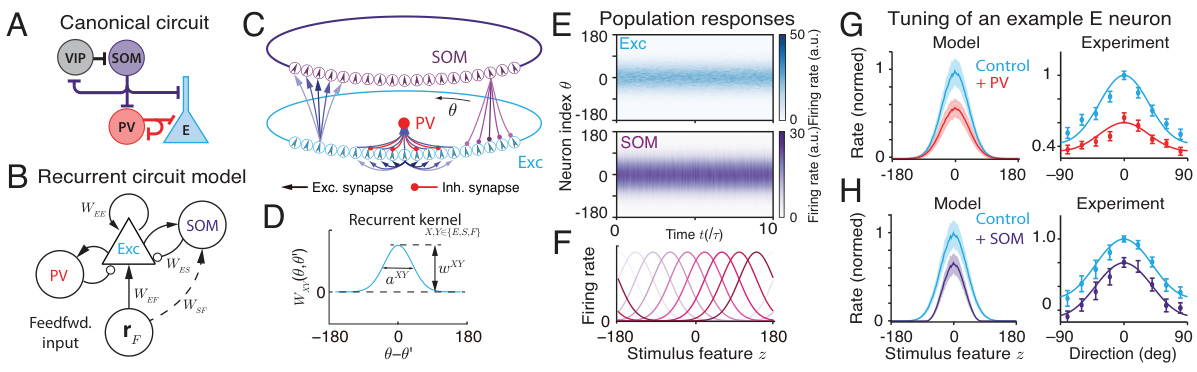 A
Canonical circuit
VIP
SOM
PV
E
B
Recurrent circuit model
W_EE
Exc
SOM
PV
W_ES
W_EF
W_SF
Feedfwd.
input
r_F
C
SOM
θ
PV
Exc
Exc. synapse
Inh. synapse
D
Recurrent kernel
X,Y∈{E,S,F}
W_XY(θ,θ')
a^XY
w^XY
0
−180
0
180
θ−θ'
E
Population responses
Exc
180
0
180
50
0
Firing rate (a.u.)
Neuron index θ
SOM
180
0
-180
30
0
Firing rate (a.u.)
0
10
Time t(/τ)
F
Firing rate
-180
0
180
Stimulus feature z
G
Tuning of an example E neuron
Model
Experiment
Control
+ PV
Rate (normed)
1
0
-180
0
180
1
0.4
−90
0
90
H
Model
Experiment
Control
+ SOM
Rate (normed)
1
0
-180
0
180
Stimulus feature z
1.0
0
-90
0
90
Direction (deg)